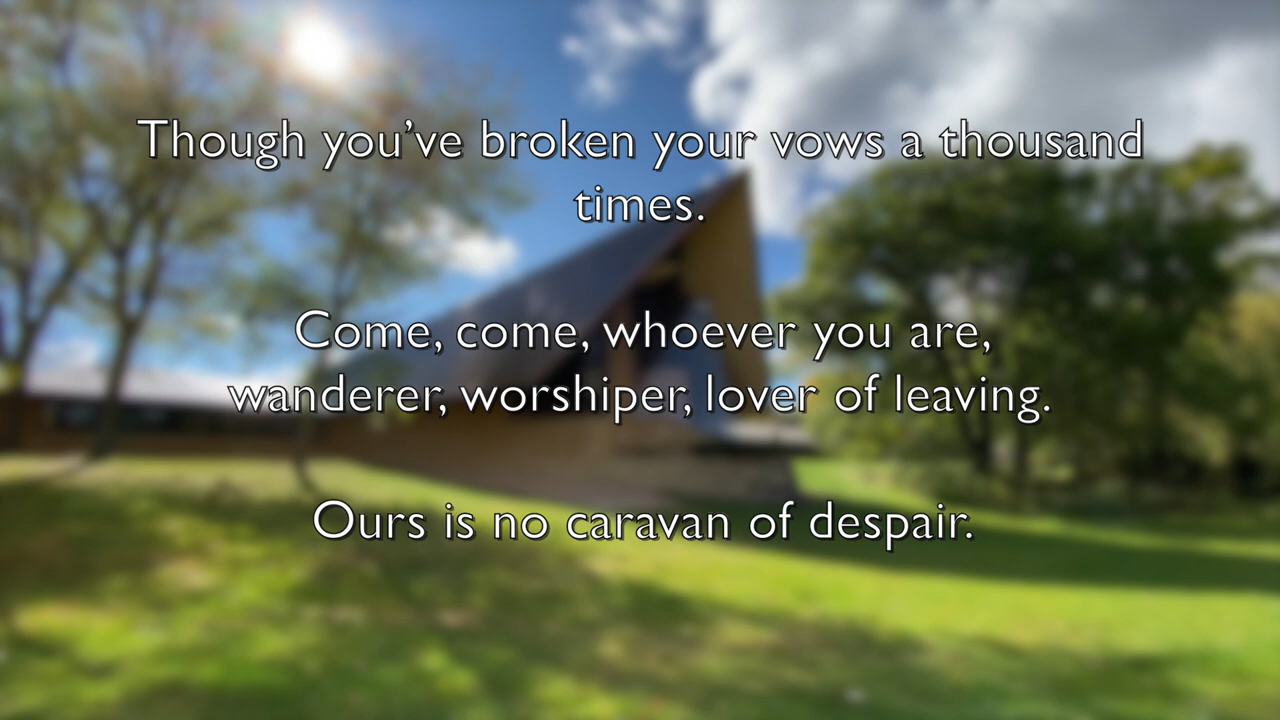 Though you’ve broken your vows a thousand
times.
Come, come, whoever you are,
wanderer, worshiper, lover of leaving.
Ours is no caravan of despair.